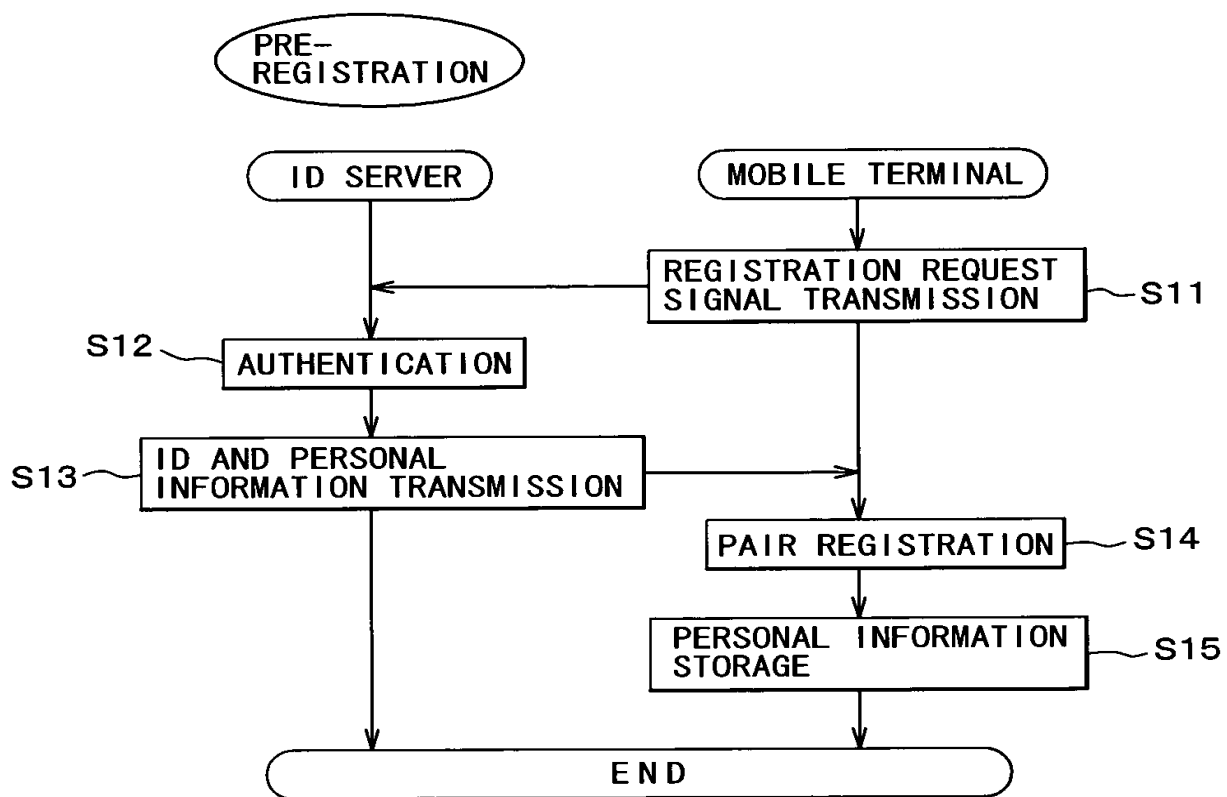 PRE-
REGISTRATION
ID SERVER
MOBILE TERMINAL
REGISTRATION REQUEST
SIGNAL TRANSMISSION
S11
S12
AUTHENTICATION
S13
ID AND PERSONAL
INFORMATION TRANSMISSION
PAIR REGISTRATION
S14
PERSONAL INFORMATION
STORAGE
S15
END